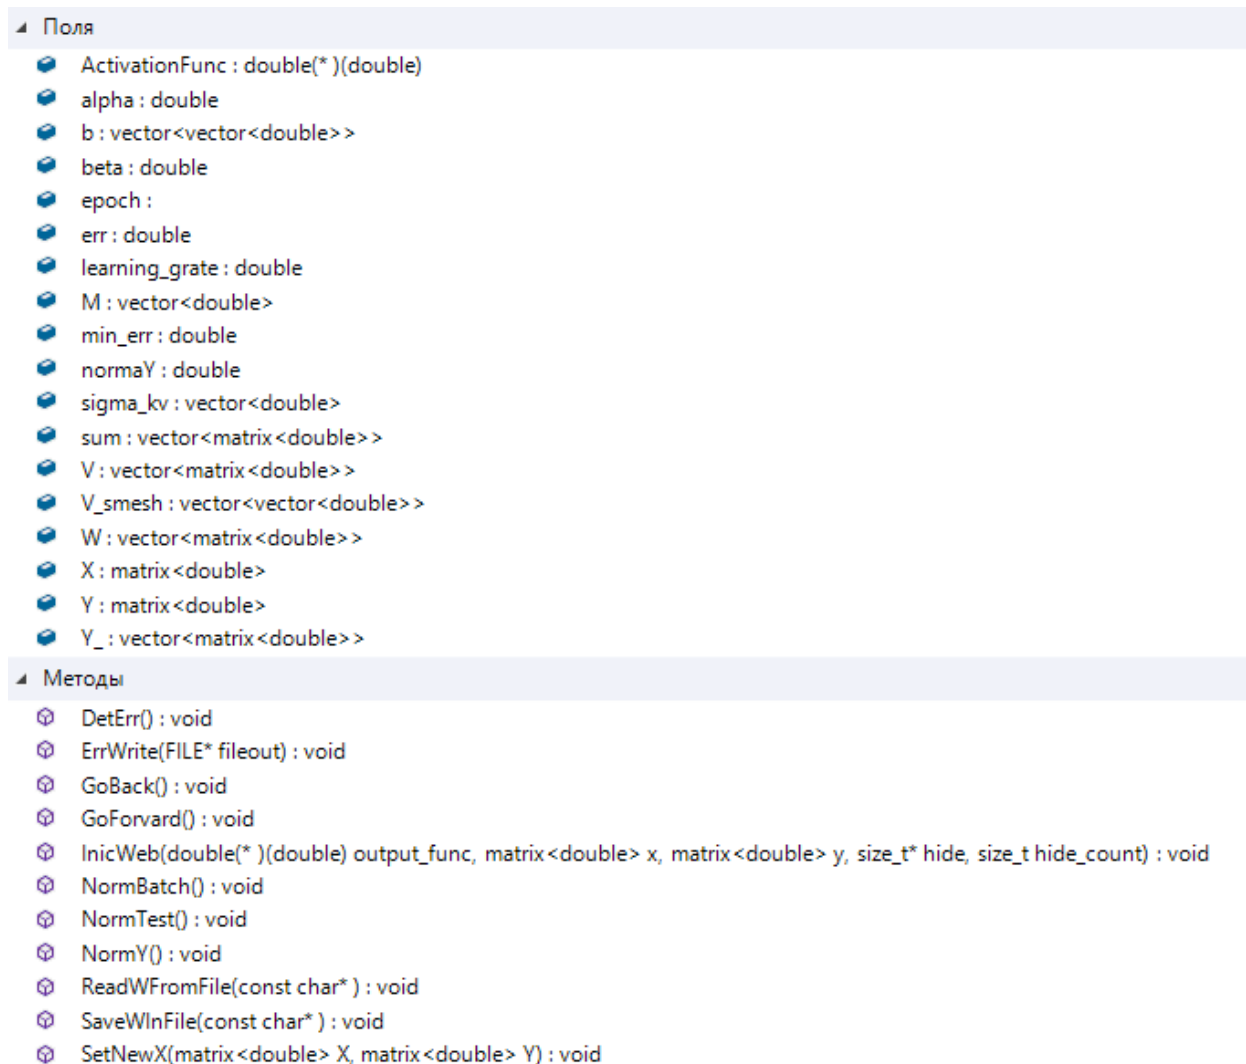 Поля
ActivationFunc : double(* )(double)
alpha : double
b : vector<vector<double>>
beta : double
epoch :
err : double
learning_grate : double
M : vector<double>
min_err : double
normaY : double
sigma_kv : vector<double>
sum : vector<matrix<double>>
V : vector<matrix<double>>
V_smesh : vector<vector<double>>
W : vector<matrix<double>>
X : matrix<double>
Y : matrix<double>
Y_ : vector<matrix<double>>
Методы
DetErr() : void
ErrWrite(FILE* fileout) : void
GoBack() : void
GoForvard() : void
InicWeb(double(* )(double) output_func, matrix<double> x, matrix<double> y, size_t* hide, size_t hide_count) : void
NormBatch() : void
NormTest() : void
NormY() : void
ReadWFromFile(const char* ) : void
SaveWInFile(const char* ) : void
SetNewX(matrix<double> X, matrix<double> Y) : void